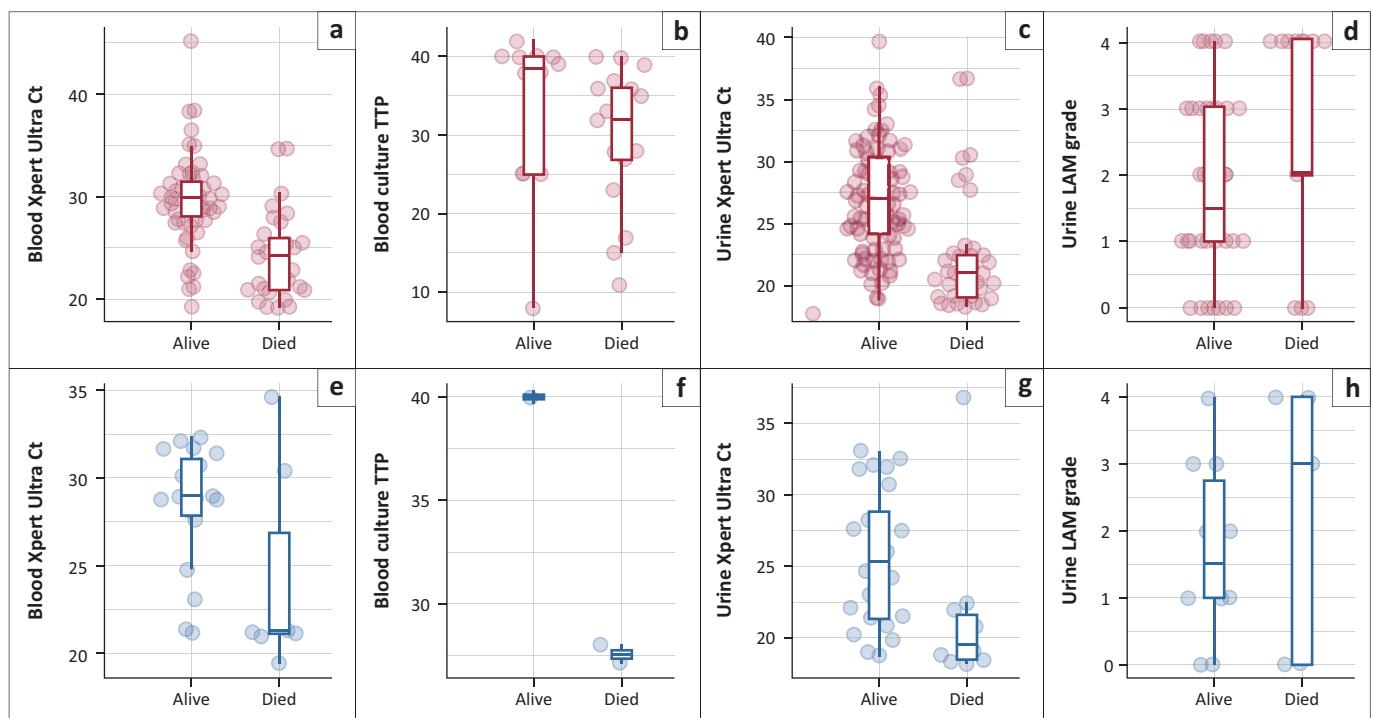 a
Blood Xpert Ultra Ct
40
30
20
Alive
Died
b
Blood culture TTP
40
30
20
10
Alive
Died
c
Urine Xpert Ultra Ct
40
35
30
25
20
Alive
Died
d
Urine LAM grade
4
3
2
1
0
Alive
Died
e
Blood Xpert Ultra Ct
35
30
25
20
Alive
Died
f
Blood culture TTP
40
35
30
Alive
Died
g
Urine Xpert Ultra Ct
35
30
25
20
Alive
Died
h
Urine LAM grade
4
3
2
1
0
Alive
Died